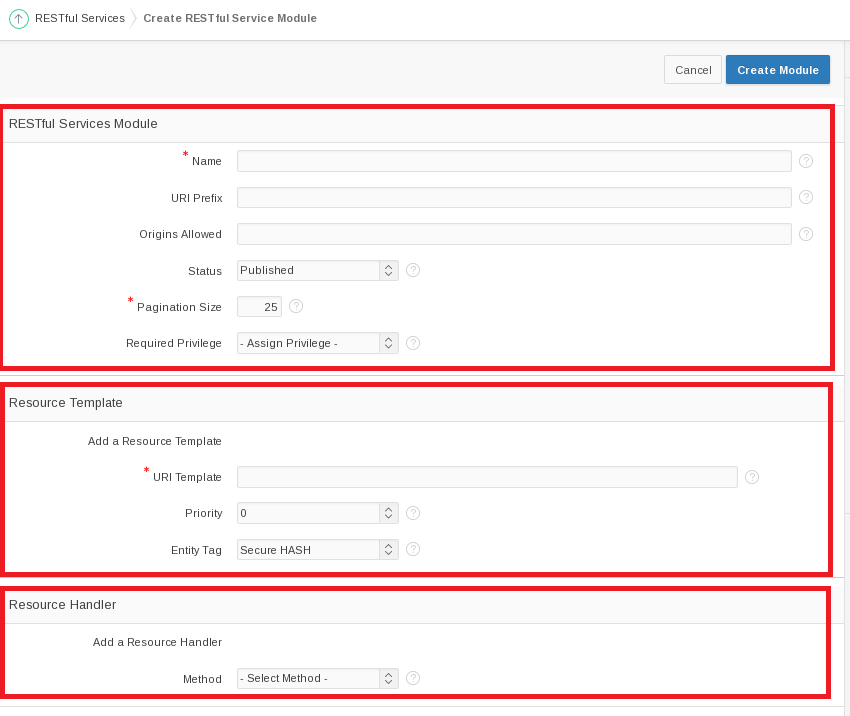 RESTful Services Create RESTful Service Module
Cancel Create Module
RESTful Services Module
* Name ?
URI Prefix ?
Origins Allowed ?
Status Published ?
* Pagination Size 25 ?
Required Privilege - Assign Privilege - ?
Resource Template
Add a Resource Template
* URI Template ?
Priority 0 ?
Entity Tag Secure HASH ?
Resource Handler
Add a Resource Handler
Method - Select Method - ?